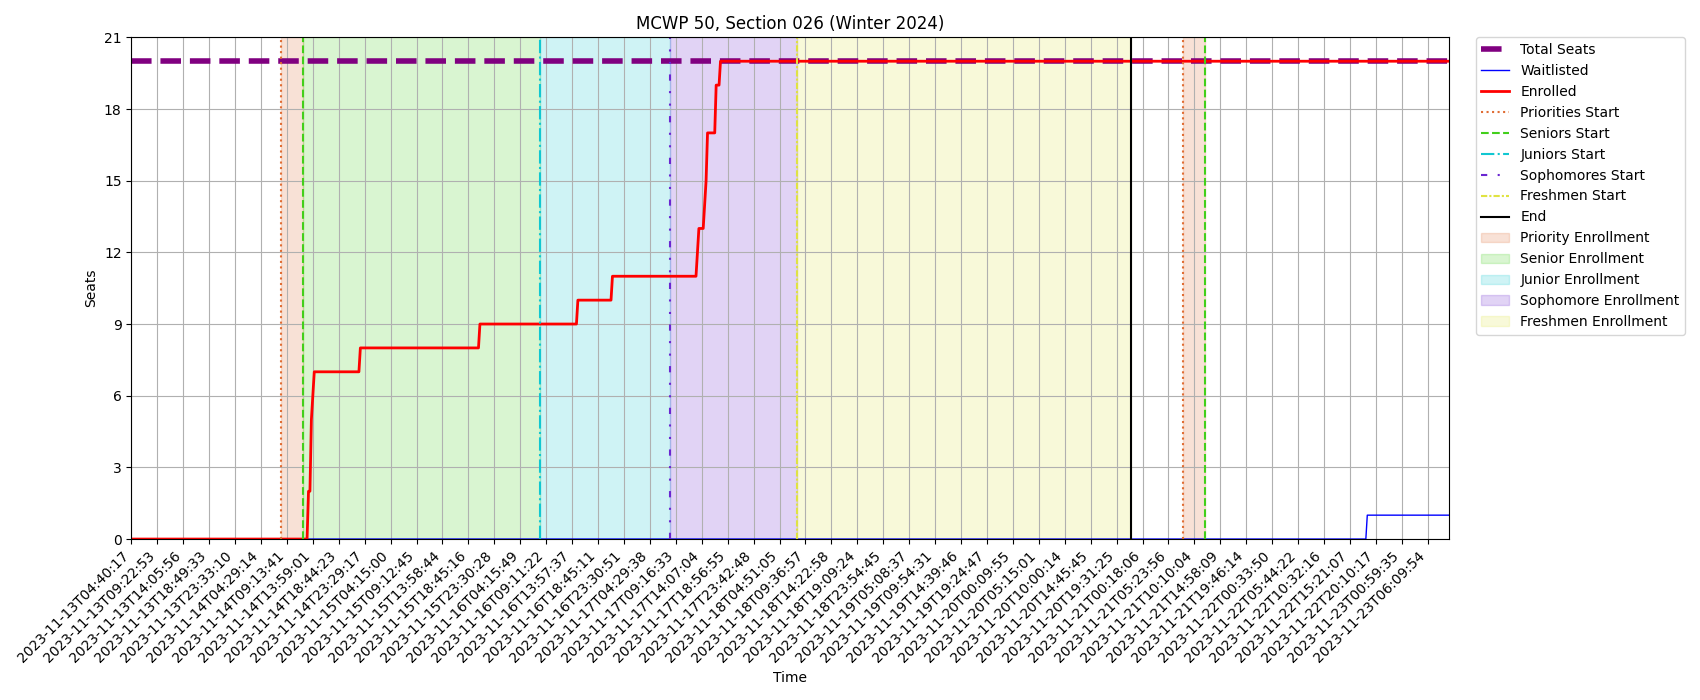 MCWP 50, Section 026 (Winter 2024)
Seats
21
18
15
12
9
6
3
0
2023-11-13T04:40:17
2023-11-13T09:22:53
2023-11-13T14:05:56
2023-11-13T18:49:33
2023-11-13T23:33:10
2023-11-14T04:29:14
2023-11-14T09:13:41
2023-11-14T13:59:01
2023-11-14T18:44:23
2023-11-14T23:29:17
2023-11-15T04:15:00
2023-11-15T09:12:45
2023-11-15T13:58:44
2023-11-15T18:45:16
2023-11-15T23:30:28
2023-11-16T04:15:49
2023-11-16T09:11:22
2023-11-16T13:57:37
2023-11-16T18:45:11
2023-11-16T23:30:51
2023-11-17T04:29:38
2023-11-17T09:16:33
2023-11-17T14:07:04
2023-11-17T18:56:55
2023-11-17T23:42:48
2023-11-18T04:51:05
2023-11-18T09:36:57
2023-11-18T14:22:58
2023-11-18T19:09:24
2023-11-18T23:54:45
2023-11-19T05:08:37
2023-11-19T09:54:31
2023-11-19T14:39:46
2023-11-19T19:24:47
2023-11-20T00:09:55
2023-11-20T05:15:01
2023-11-20T10:00:14
2023-11-20T14:45:45
2023-11-20T19:31:25
2023-11-21T00:18:06
2023-11-21T05:23:56
2023-11-21T10:10:04
2023-11-21T14:58:09
2023-11-21T19:46:14
2023-11-22T00:33:50
2023-11-22T05:44:22
2023-11-22T10:32:16
2023-11-22T15:21:07
2023-11-22T20:10:17
2023-11-23T00:59:35
2023-11-23T06:09:54
Time
Total Seats
Waitlisted
Enrolled
Priorities Start
Seniors Start
Juniors Start
Sophomores Start
Freshmen Start
End
Priority Enrollment
Senior Enrollment
Junior Enrollment
Sophomore Enrollment
Freshmen Enrollment